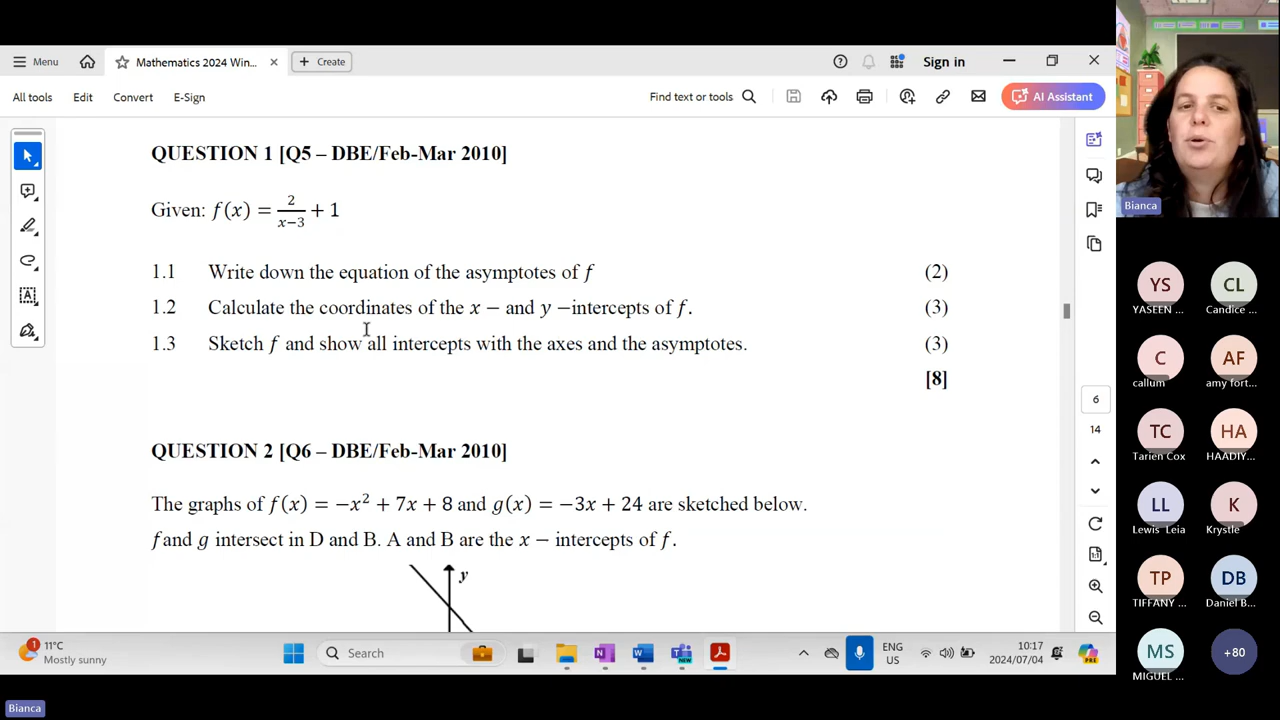 Menu
Mathematics 2024 Win...
Create
Sign in
All tools
Edit
Convert
E-Sign
Find text or tools
AI Assistant
QUESTION 1 [Q5 – DBE/Feb-Mar 2010]
Given: f(x) = 2/(x−3) + 1
1.1 Write down the equation of the asymptotes of f (2)
1.2 Calculate the coordinates of the x − and y −intercepts of f. (3)
1.3 Sketch f and show all intercepts with the axes and the asymptotes. (3)
[8]
QUESTION 2 [Q6 – DBE/Feb-Mar 2010]
The graphs of f(x) = −x² + 7x + 8 and g(x) = −3x + 24 are sketched below.
f and g intersect in D and B. A and B are the x − intercepts of f.
y
6
14
Bianca
YS
YASEEN ...
CL
Candice ...
C
callum
AF
amy fort...
TC
Tarien Cox
HA
HAADIY...
LL
Lewis Leia
K
Krystle
TP
TIFFANY ...
DB
Daniel B...
MS
MIGUEL ...
+80
1
11°C
Mostly sunny
Search
NEW
ENG
US
10:17
2024/07/04
PRE
Bianca